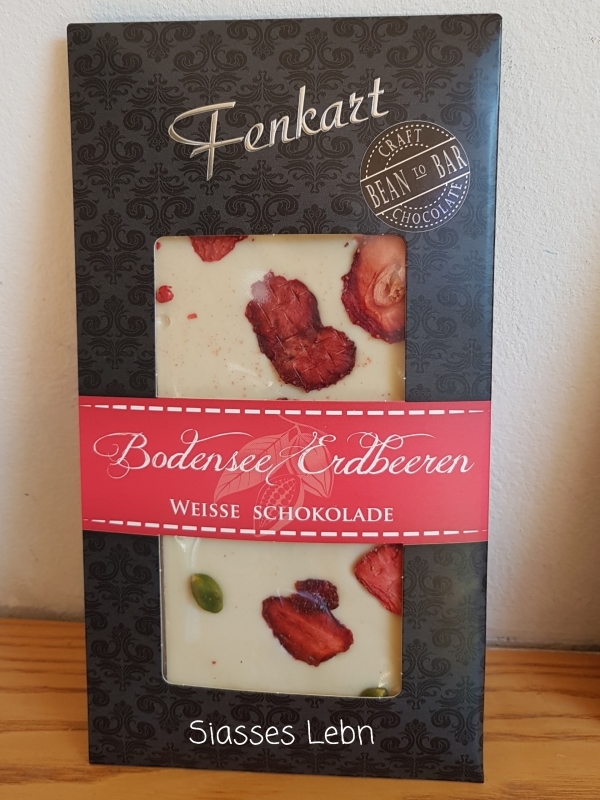 Fenkart
CRAFT
BEAN TO BAR
CHOCOLATE
Bodensee Erdbeeren
WEISSE SCHOKOLADE
Siasses Lebn